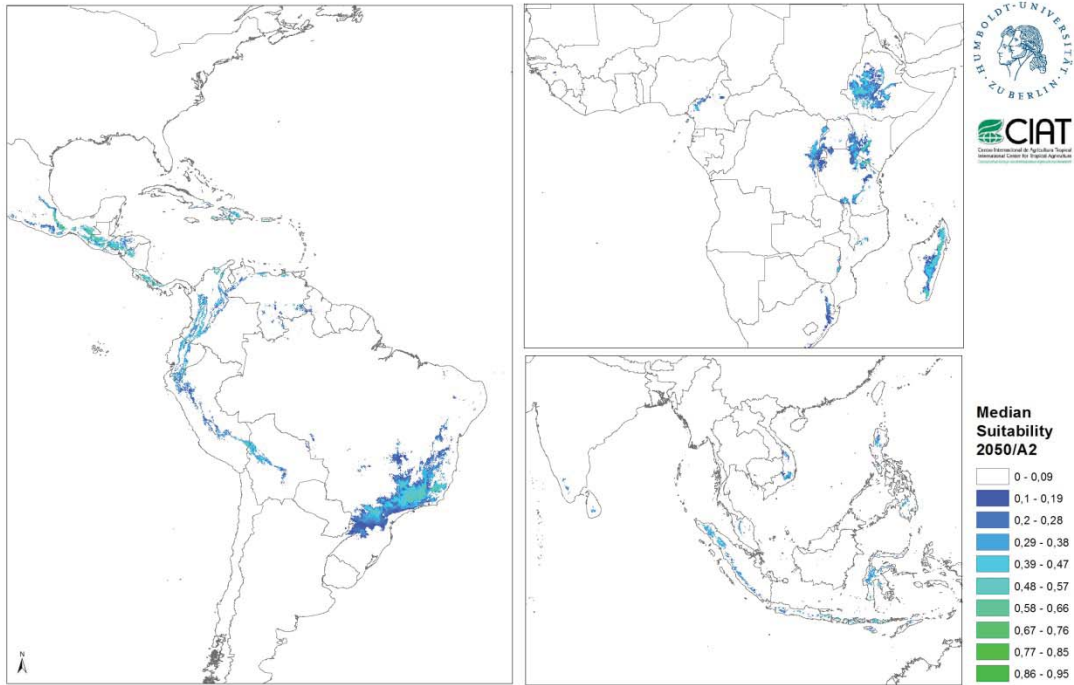 HUMBOLDT-UNIVERSITÄT
ZU BERLIN
CIAT
Centro Internacional de Agricultura Tropical
International Center for Tropical Agriculture
Median
Suitability
2050/A2
0 - 0,09
0,1 - 0,19
0,2 - 0,28
0,29 - 0,38
0,39 - 0,47
0,48 - 0,57
0,58 - 0,66
0,67 - 0,76
0,77 - 0,85
0,86 - 0,95
N